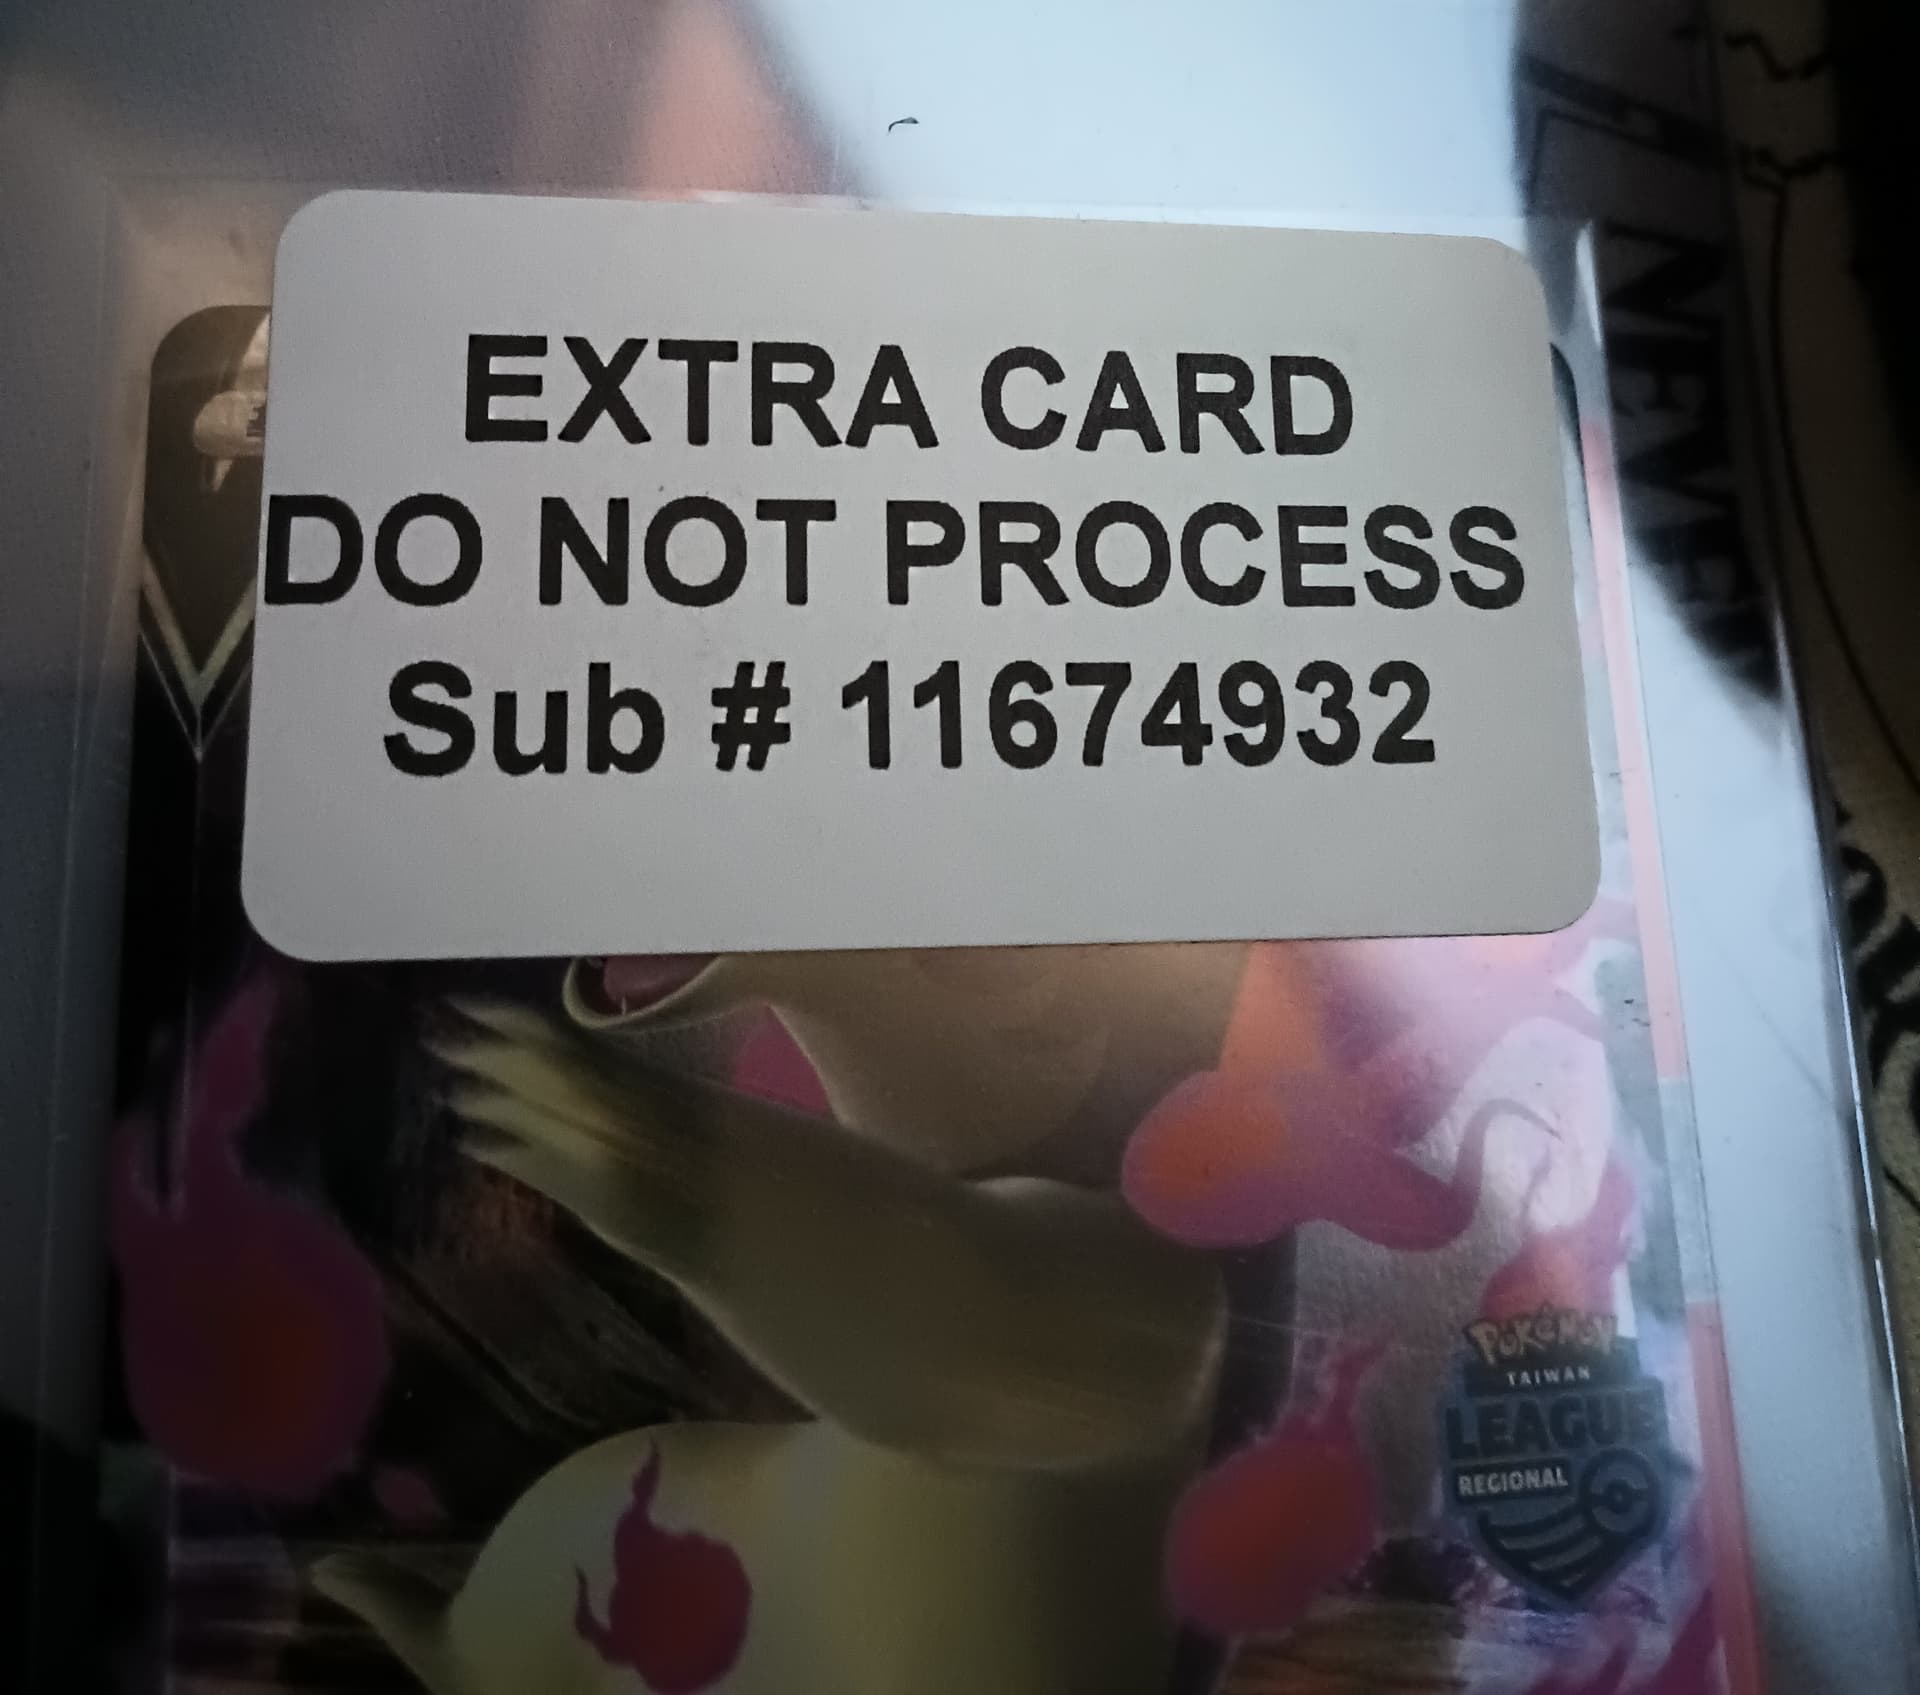 EXTRA CARD
DO NOT PROCESS
Sub # 11674932
POKéMON
TAIWAN
LEAGUE
REGIONAL